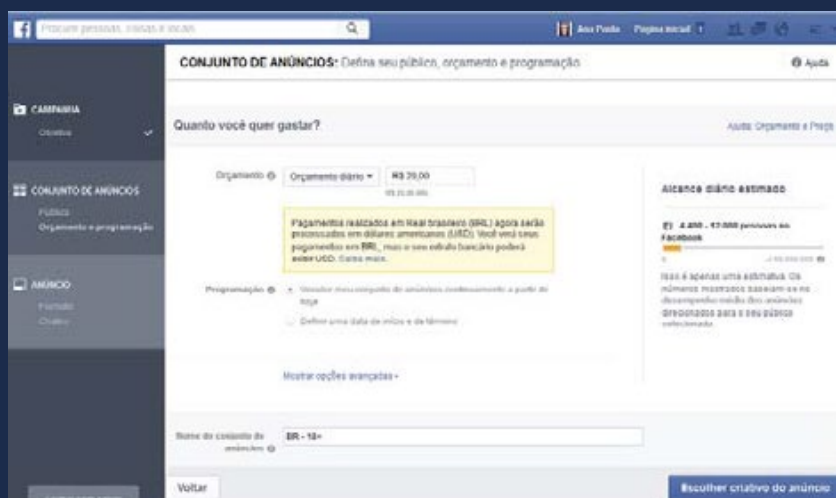 Procurar pessoas, coisas e locais
Ana Paula Página inicial
CONJUNTO DE ANÚNCIOS: Defina seu público, orçamento e programação
Ajuda
CAMPANHA
Objetivo
Quanto você quer gastar?
Ajuda: Orçamento e Preço
CONJUNTO DE ANÚNCIOS
Público
Orçamento e programação
Orçamento Orçamento diário R$ 20,00
Pagamentos realizados em Real brasileiro (BRL) agora serão
processados em dólares americanos (USD). Você verá seus
pagamentos em BRL, mas o seu extrato bancário poderá
exibir USD. Saiba mais.
Alcance diário estimado
pessoas no
Facebook
Isso é apenas uma estimativa. Os
números mostrados baseiam-se no
desempenho médio dos anúncios
direcionados para o seu público
selecionado.
ANÚNCIO
Formato
Criativo
Programação Veicular meu conjunto de anúncios continuamente a partir de
hoje
Definir uma data de início e de término
Mostrar opções avançadas
Nome do conjunto de
anúncios
BR - 18+
Voltar
Escolher criativo do anúncio